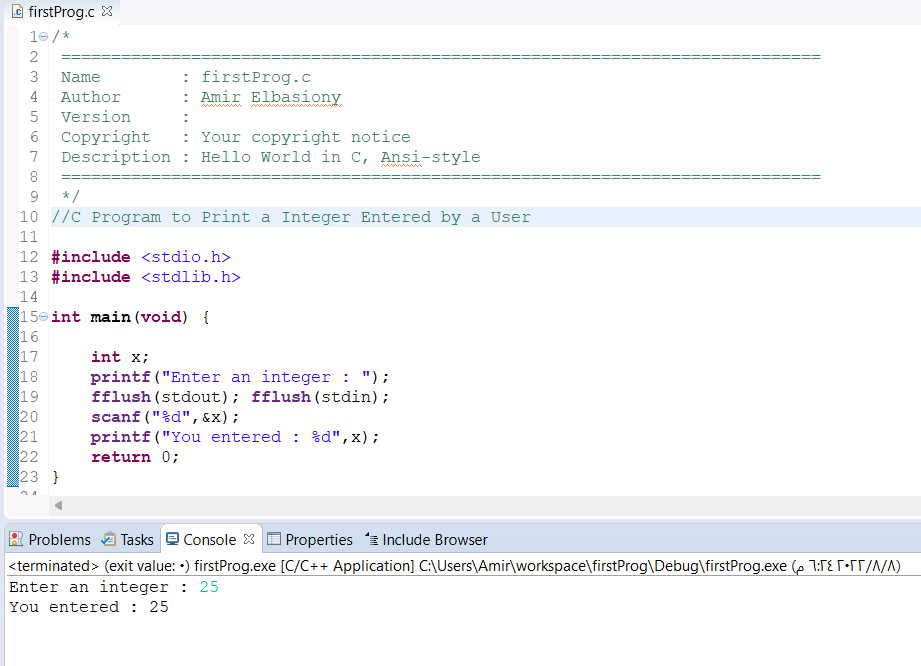 firstProg.c
1 /*
2 ============================================================================
3 Name        : firstProg.c
4 Author      : Amir Elbasiony
5 Version     :
6 Copyright   : Your copyright notice
7 Description : Hello World in C, Ansi-style
8 ============================================================================
9 */
10 //C Program to Print a Integer Entered by a User
11
12 #include <stdio.h>
13 #include <stdlib.h>
14
15 int main(void) {
16
17     int x;
18     printf("Enter an integer : ");
19     fflush(stdout); fflush(stdin);
20     scanf("%d",&x);
21     printf("You entered : %d",x);
22     return 0;
23 }
24
Problems Tasks Console Properties Include Browser
<terminated> (exit value: ٠) firstProg.exe [C/C++ Application] C:\Users\Amir\workspace\firstProg\Debug\firstProg.exe (م ٦:٢٤ ٢٠٢٢/٨/٨)
Enter an integer : 25
You entered : 25